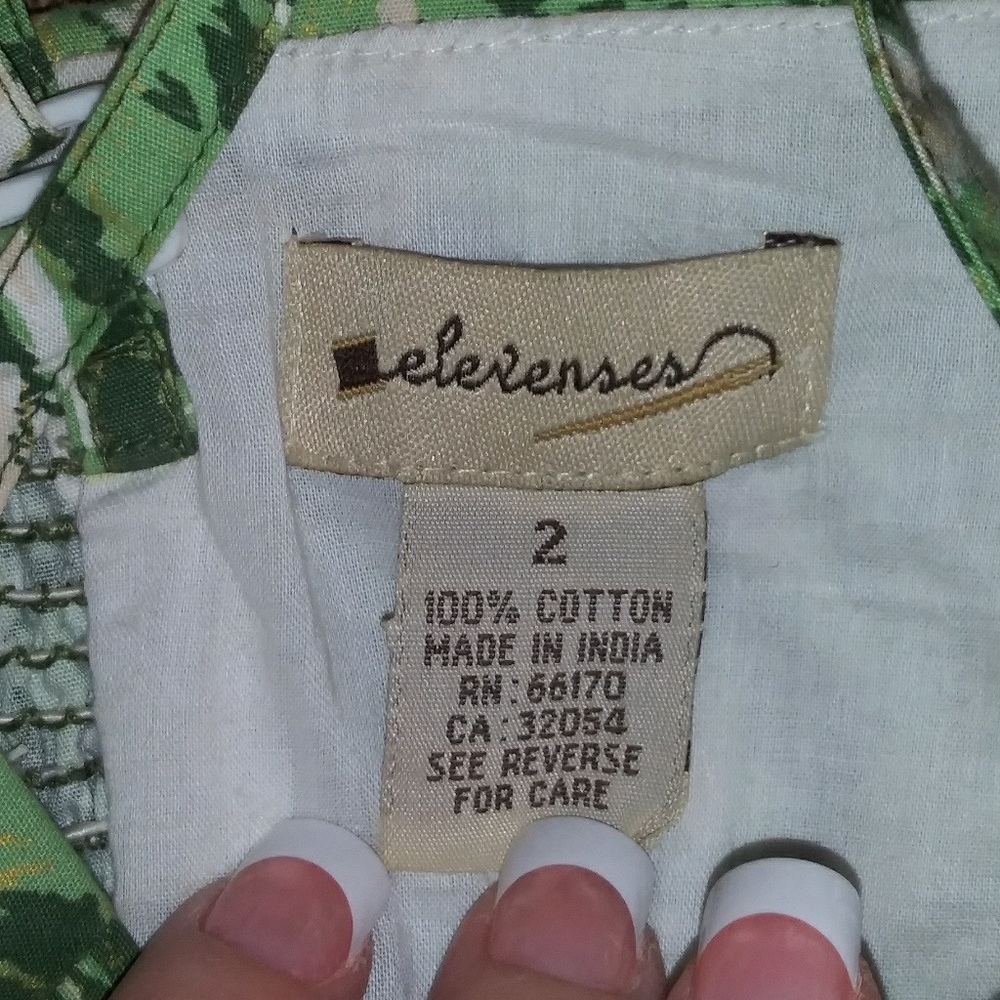 elevenses
2
100% COTTON
MADE IN INDIA
RN:66170
CA:32054
SEE REVERSE
FOR CARE